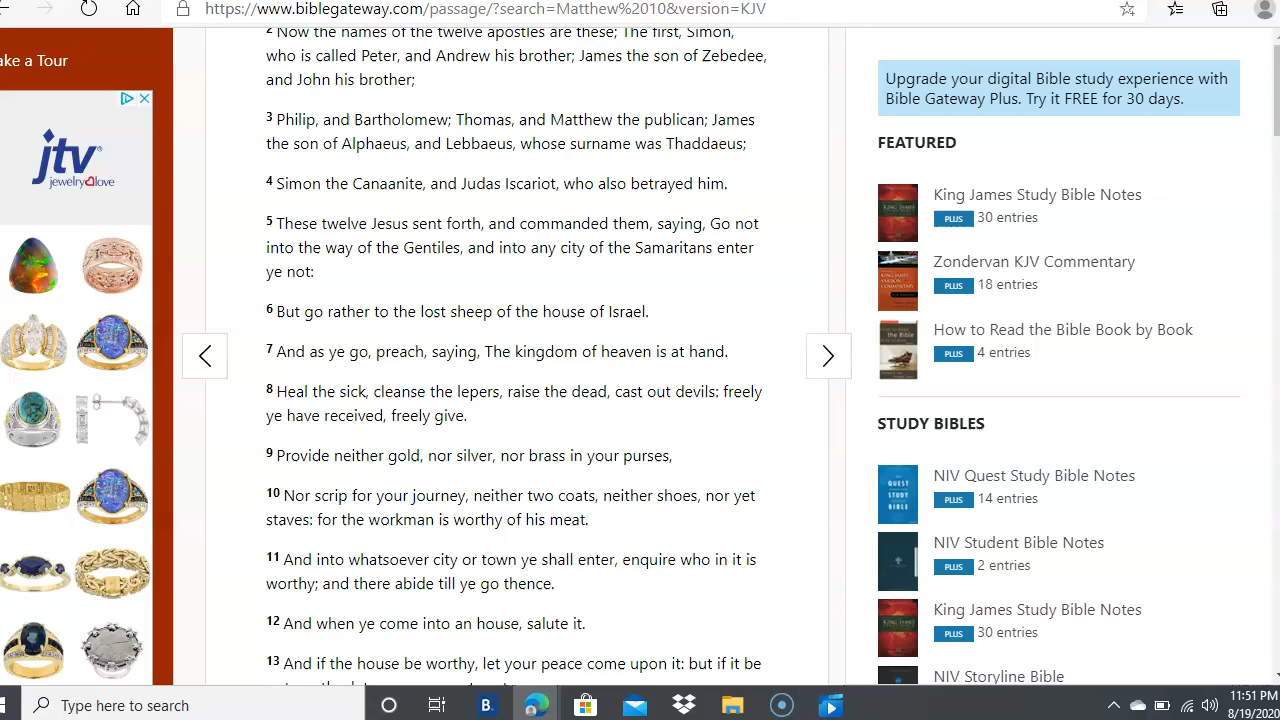 https://www.biblegateway.com/passage/?search=Matthew%2010&version=KJV
ake a Tour
jtv
jewelry love
2 Now the names of the twelve apostles are these; The first, Simon,
who is called Peter, and Andrew his brother; James the son of Zebedee,
and John his brother;
3 Philip, and Bartholomew; Thomas, and Matthew the publican; James
the son of Alphaeus, and Lebbaeus, whose surname was Thaddaeus;
4 Simon the Canaanite, and Judas Iscariot, who also betrayed him.
5 These twelve Jesus sent forth, and commanded them, saying, Go not
into the way of the Gentiles, and into any city of the Samaritans enter
ye not:
6 But go rather to the lost sheep of the house of Israel.
7 And as ye go, preach, saying, The kingdom of heaven is at hand.
8 Heal the sick, cleanse the lepers, raise the dead, cast out devils: freely
ye have received, freely give.
9 Provide neither gold, nor silver, nor brass in your purses,
10 Nor scrip for your journey, neither two coats, neither shoes, nor yet
staves: for the workman is worthy of his meat.
11 And into whatsoever city or town ye shall enter, enquire who in it is
worthy; and there abide till ye go thence.
12 And when ye come into an house, salute it.
13 And if the house be worthy, let your peace come upon it: but if it be
Upgrade your digital Bible study experience with
Bible Gateway Plus. Try it FREE for 30 days.
FEATURED
King James Study Bible Notes
PLUS 30 entries
Zondervan KJV Commentary
PLUS 18 entries
How to Read the Bible Book by Book
PLUS 4 entries
STUDY BIBLES
NIV Quest Study Bible Notes
PLUS 14 entries
NIV Student Bible Notes
PLUS 2 entries
King James Study Bible Notes
PLUS 30 entries
NIV Storyline Bible
Type here to search
B.
11:51 PM
8/19/2020